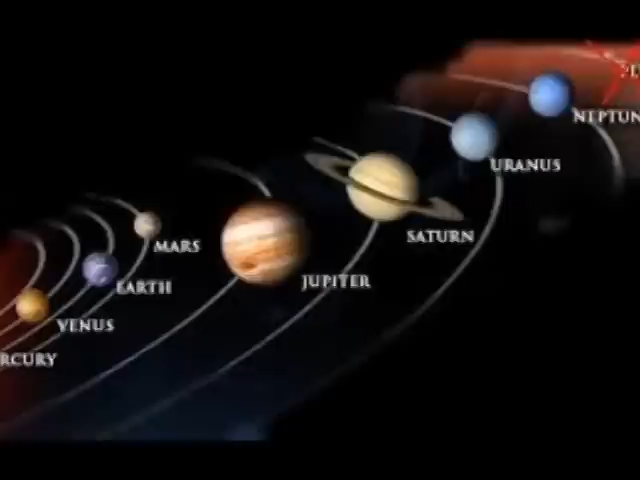 RCURY
VENUS
EARTH
MARS
JUPITER
SATURN
URANUS
NEPTUN